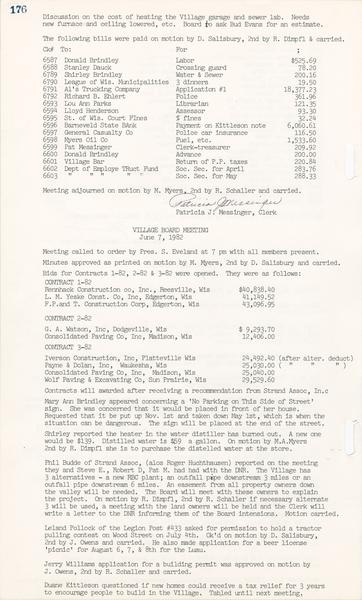 176
Discussion on the cost of heating the Village garage and sewer lab. Needs
new furnace and ceiling lowered, etc. Board to ask Bud Evans for an estimate.
The following bills were paid on motion by D. Salisbury, 2nd by R. Dimpfl & carried.
Go# To: For :
6587 Donald Brindley Labor $525.69
6588 Stanley Dauck Crossing guard 78.20
6789 Shirley Brindley Water & Sewer 200.16
6790 League of Wis. Municipalities 3 dinners 19.50
6791 Al's Trucking Company Application #1 18,377.23
6792 Richard B. Ehlert Police 361.96
6593 Lou Ann Parks Librarian 121.35
6594 Lloyd Henderson Assessor 93.30
6595 St. of Wis. Court Fines $ fines 32.24
6596 Barneveld State Bank Payment on Kittleson note 6,060.61
6597 General Casualty Co Police car insurance 116.50
6598 Myers Oil Co Fuel, etc. 1,533.60
6599 Pat Messinger Clerk-treasurer 209.92
6600 Donald Brindley Advance 200.00
6601 Village Bar Return of P.P. taxes 220.84
6602 Dept of Employe TRust Fund Soc. Sec. for April 283.76
6603 " " " " Soc. Sec. for May 288.33
Meeting adjourned on motion by M. Myers, 2nd by R. Schaller and carried.
Patricia J Messinger
Patricia J. Messinger, Clerk
VILLAGE BOARD MEETING
June 7, 1982
Meeting called to order by Pres. S. Eveland at 7 pm with all members present.
Minutes approved as printed on motion by M. Myers, 2nd by D. Salisbury and carried.
Bids for Contracts 1-82, 2-82 & 3-82 were opened. They were as follows:
CONTRACT 1-82
Rennhack Construction co, Inc., Reesville, Wis $40,838.40
L. M. Yeske Const. Co, Inc, Edgerton, Wis 41,149.52
F.P.and T. Construction Corp, Edgerton, Wis 43,096.95
CONTRACT 2-82
G. A. Watson, Inc, Dodgeville, Wis $ 9,293.70
Consolidated Paving Co, Inc, Madison, Wis 12,406.00
CONTRACT 3-82
Iverson Construction, Inc, Platteville Wis 24,492.40 (after alter. deduct)
Payne & Dolan, Inc, Waukesha, Wis 25,030.00 ( " " " )
Consolidated Paving Co, Inc, Madison, Wis 25,040.00
Wolf Paving & Excavating Co, Sun Prairie, Wis 29,529.60
Contracts will awarded after receiving a recommendation from Strand Assoc, In.c
Mary Ann Brindley appeared concerning a 'No Parking on This Side of Street'
sign. She was concerned that it would be placed in front of her house.
Requested that it be put up Nov. 1st and taken down May 1st, which is when the
situation can be dangerous. The sign will be placed at the end of the street.
Shirley reported the heater in the water distiller has burned out. A new one
would be $139. Distilled water is $59 a gallon. On motion by M.A.Myers
2nd by R. Dimpfl she is to purchase the distilled water at the store.
Phil Budde of Strand Assoc, (also Roger Huchthausen) reported on the meeting
they and Steve E., Robert D, Pat M. had had with the DNR. The Village has
3 alternatives - a new RBC plant; an outfall pipe downstream 3 miles or an
outfall pipe downstream 6 miles. An easement from all property owners down
the valley will be needed. The Board will meet with these owners to explain
the project. On motion by R. Dimpfl, 2nd by R. Schaller if necessary alternate
3 will be used, a meeting with the land owners will be held and the Clerk will
write a letter to the DNR informing them of the Board intensions. Motion carried.
Leland Pollock of the Legion Post #433 asked for permission to hold a tractor
pulling contest on Wood Street on July 4th. Ok'd on motion by D. Salisbury,
2nd by J. Owens and carried. He also made application for a beer license
'picnic' for August 6, 7, & 8th for the Lumu.
Jerry Williams application for a building permit was approved on motion by
J. Owens, 2nd by R. Schaller and carried.
Duane Kittleson questioned if new homes could receive a tax relief for 3 years
to encourage people to build in the Village. Tabled until next meeting.